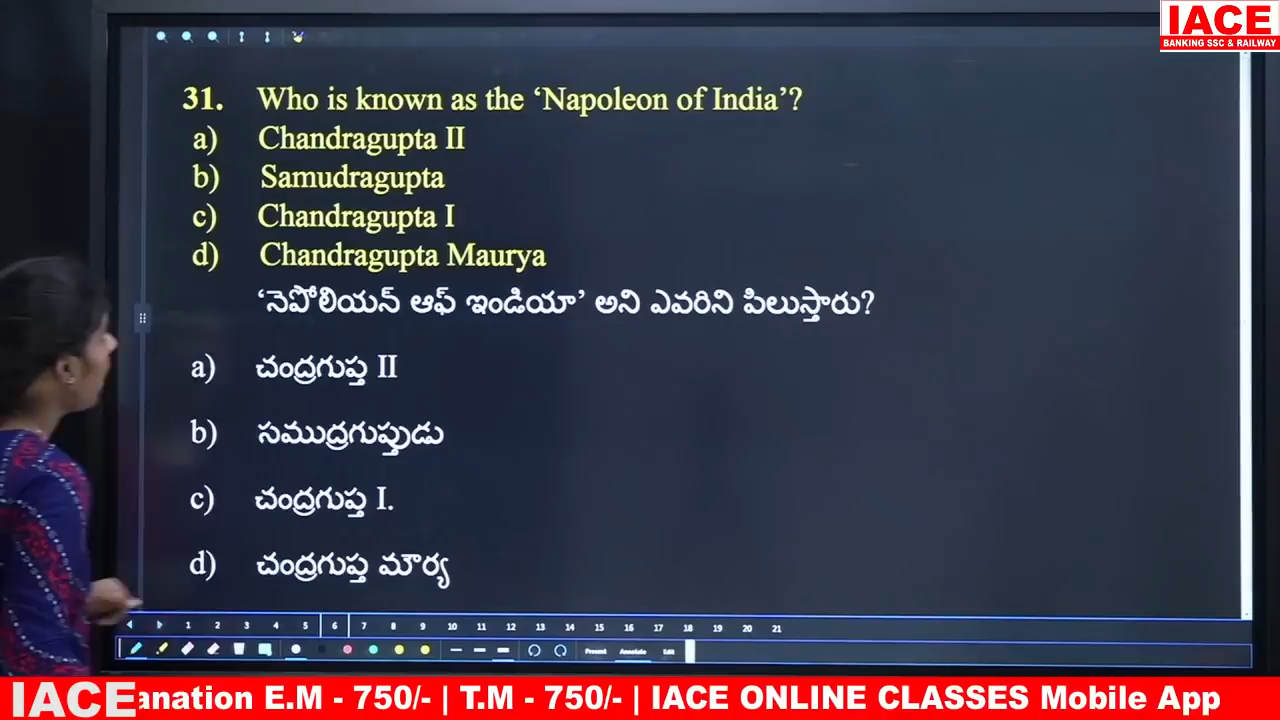 IACE
BANKING SSC & RAILWAY
31. Who is known as the ‘Napoleon of India’?
a) Chandragupta II
b) Samudragupta
c) Chandragupta I
d) Chandragupta Maurya
‘నెపోలియన్ ఆఫ్ ఇండియా’ అని ఎవరిని పిలుస్తారు?
a) చంద్రగుప్త II
b) సముద్రగుప్తుడు
c) చంద్రగుప్త I.
d) చంద్రగుప్త మౌర్య
1 2 3 4 5 6 7 8 9 10 11 12 13 14 15 16 17 18 19 20 21
Present Annotate Edit
IACE anation E.M - 750/- | T.M - 750/- | IACE ONLINE CLASSES Mobile App